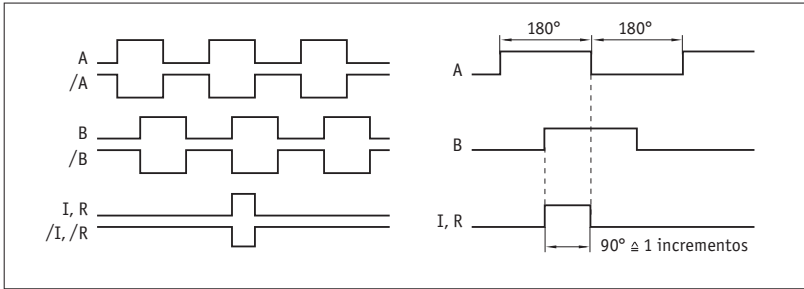 A
/A
B
/B
I, R
/I, /R
180° 180°
A
B
I, R
90° ≙ 1 incrementos